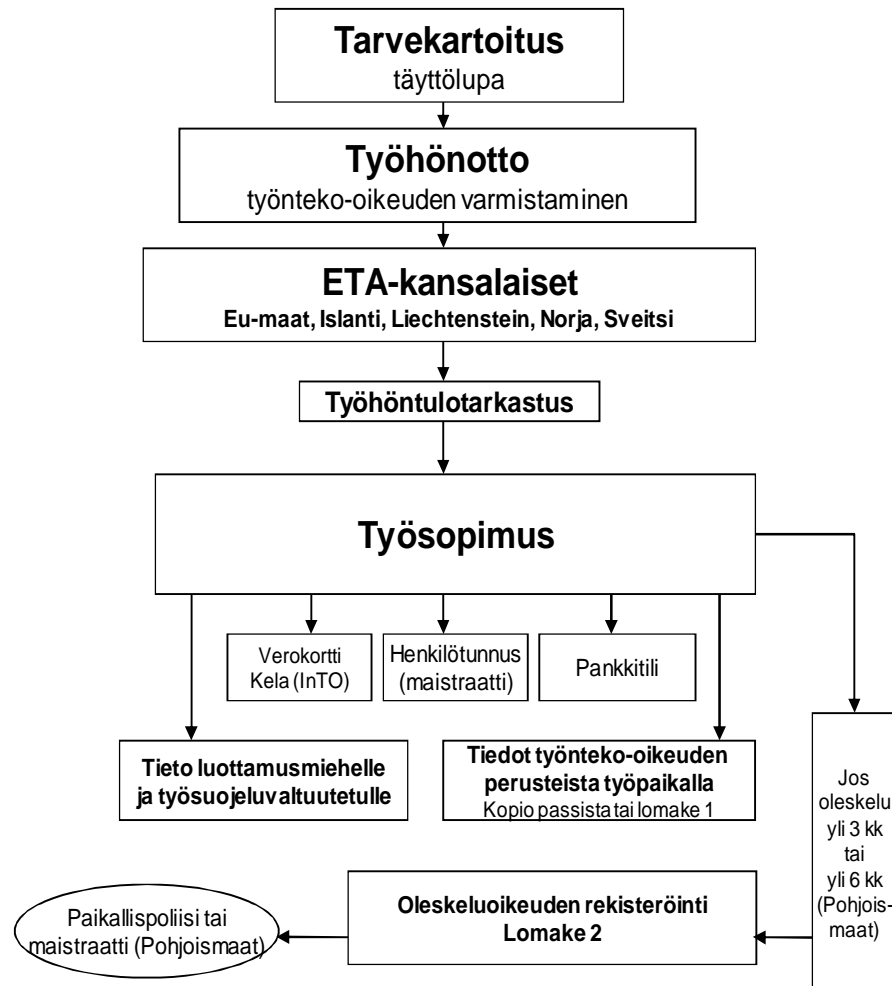 Tarvekartoitus
täyttölupa
Työhönotto
työnteko-oikeuden varmistaminen
ETA-kansalaiset
Eu-maat, Islanti, Liechtenstein, Norja, Sveitsi
Työhöntulotarkastus
Työsopimus
Verokortti
Kela (InTO)
Henkilötunnus
(maistraatti)
Pankkitili
Tieto luottamusmiehelle
ja työsuojeluvaltuutetulle
Tiedot työnteko-oikeuden
perusteista työpaikalla
Kopio passista tai lomake 1
Jos
oleskelu
yli 3 kk
tai
yli 6 kk
(Pohjois-
maat)
Oleskeluoikeuden rekisteröinti
Lomake 2
Paikallispoliisi tai
maistraatti (Pohjoismaat)